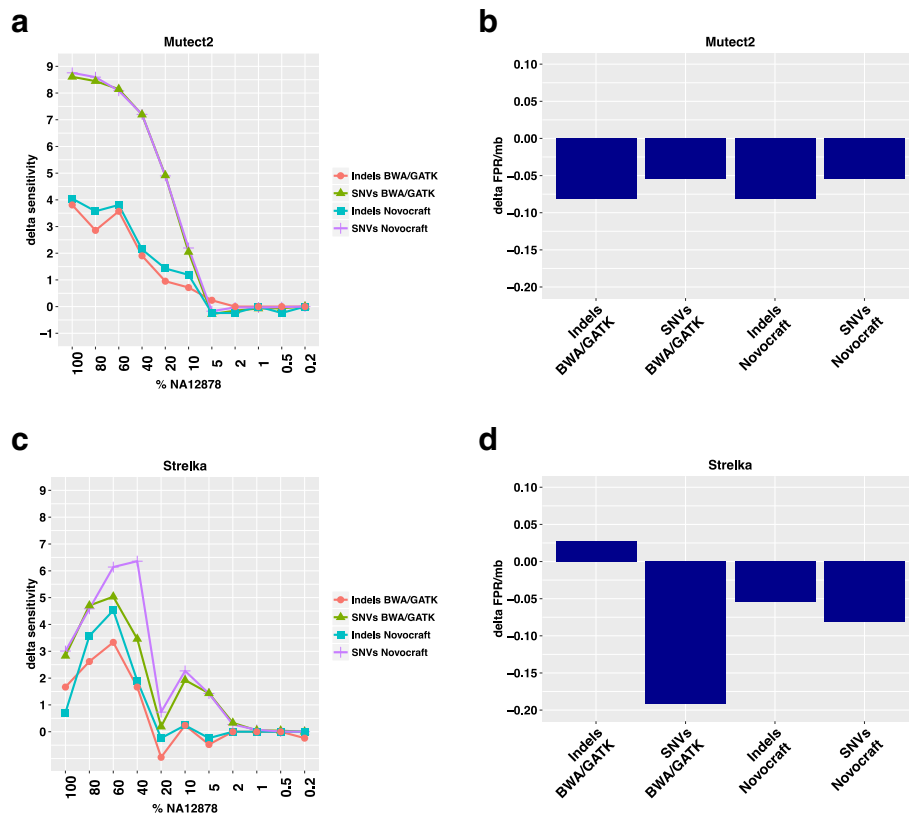 a
Mutect2
9
8
7
6
5
4
3
2
1
0
−1
delta sensitivity
100
80
60
40
20
10
5
2
1
0.5
0.2
% NA12878
Indels BWA/GATK
SNVs BWA/GATK
Indels Novocraft
SNVs Novocraft
b
Mutect2
0.10
0.05
0.00
−0.05
−0.10
−0.15
−0.20
delta FPR/mb
Indels
BWA/GATK
SNVs
BWA/GATK
Indels
Novocraft
SNVs
Novocraft
c
Strelka
9
8
7
6
5
4
3
2
1
0
delta sensitivity
100
80
60
40
20
10
5
2
1
0.5
0.2
% NA12878
Indels BWA/GATK
SNVs BWA/GATK
Indels Novocraft
SNVs Novocraft
d
Strelka
0.10
0.05
0.00
−0.05
−0.10
−0.15
−0.20
delta FPR/mb
Indels
BWA/GATK
SNVs
BWA/GATK
Indels
Novocraft
SNVs
Novocraft